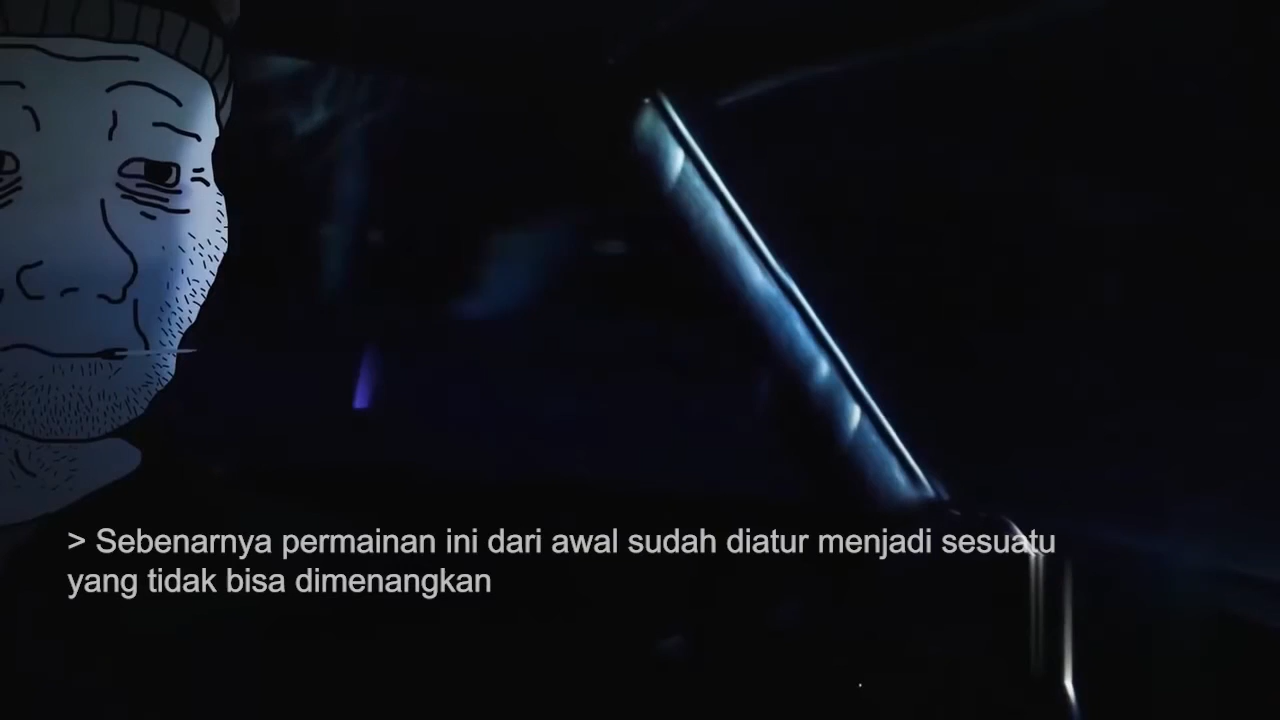 > Sebenarnya permainan ini dari awal sudah diatur menjadi sesuatu
yang tidak bisa dimenangkan